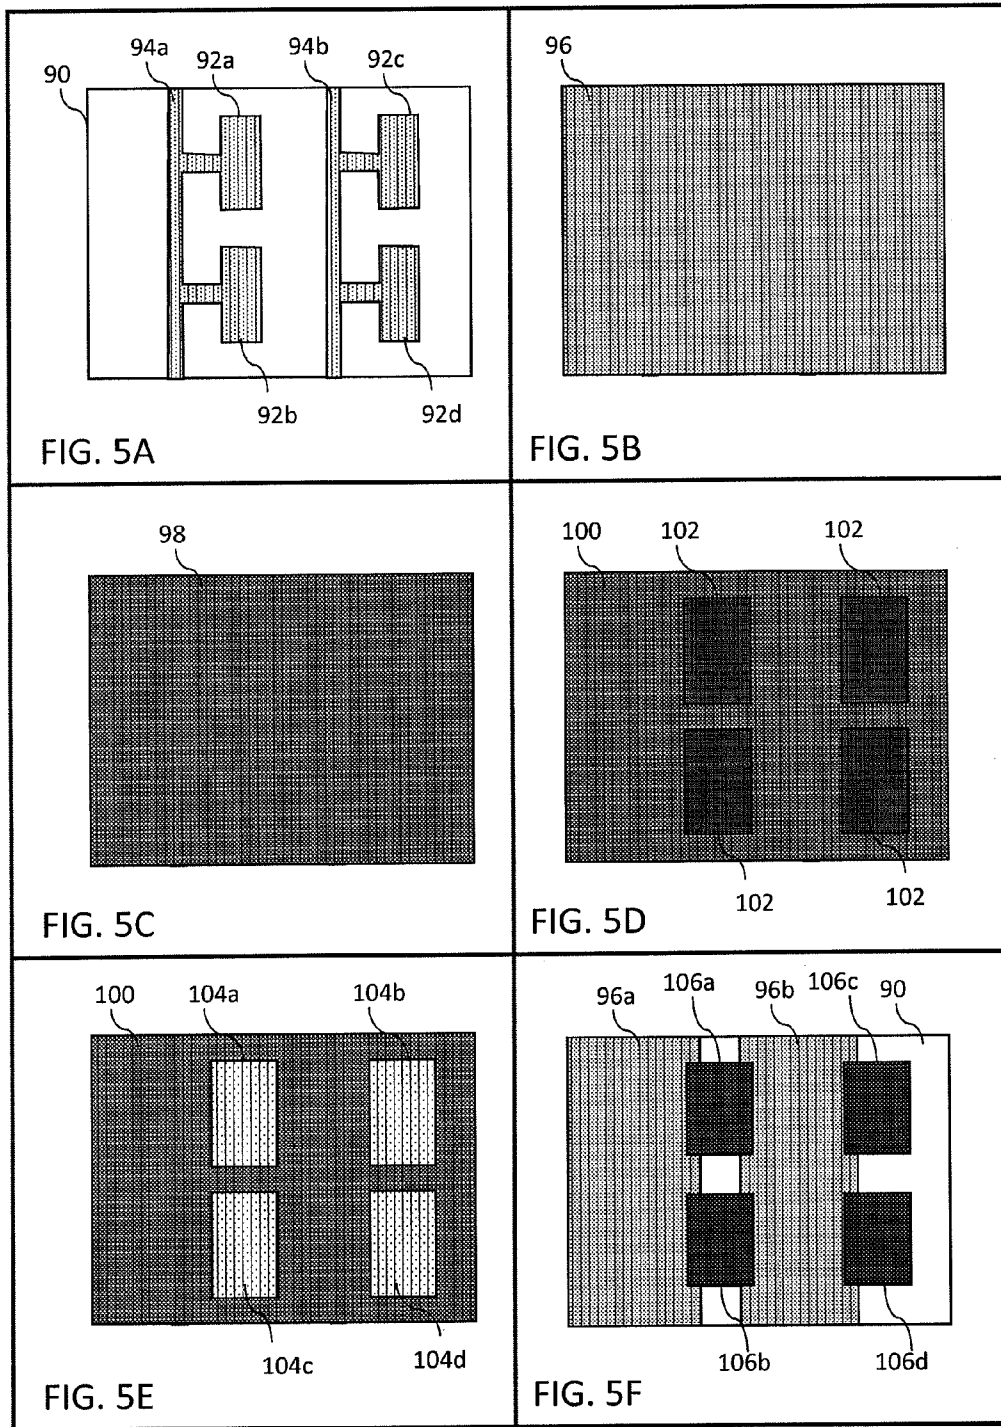 94a 92a 94b 92c
90
92b 92d
FIG. 5A
96
FIG. 5B
98
FIG. 5C
100 102 102
102 102
FIG. 5D
100 104a 104b
104c 104d
FIG. 5E
96a 106a 96b 106c 90
106b 106d
FIG. 5F